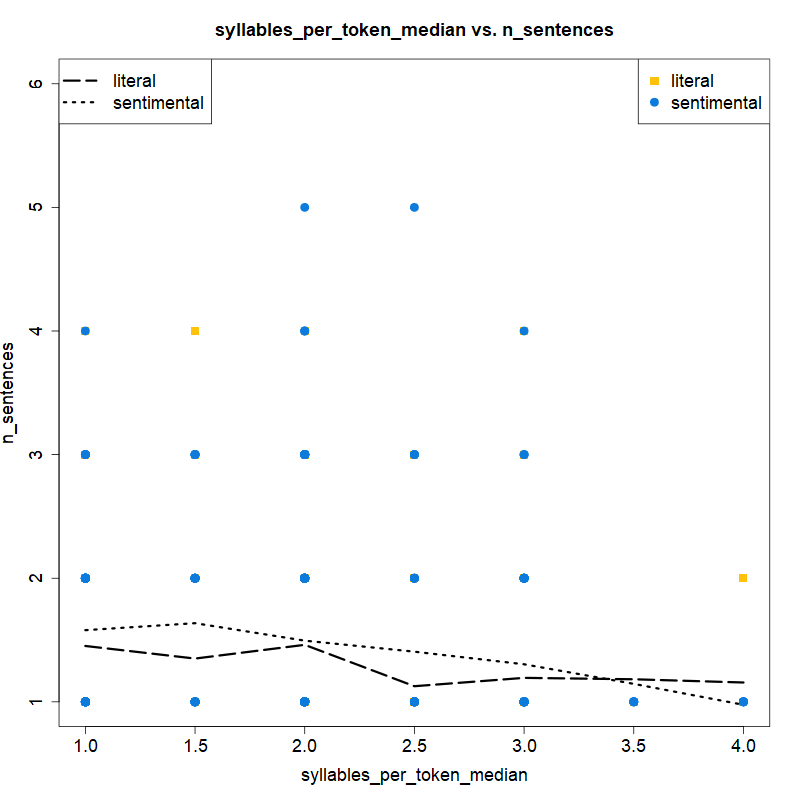 syllables_per_token_median vs. n_sentences
literal
sentimental
literal
sentimental
6
5
4
3
2
1
n_sentences
1.0 1.5 2.0 2.5 3.0 3.5 4.0
syllables_per_token_median